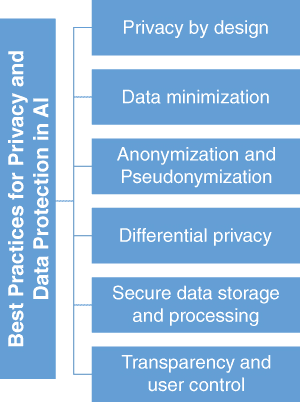 Best Practices for Privacy and
Data Protection in AI
Privacy by design
Data minimization
Anonymization and
Pseudonymization
Differential privacy
Secure data storage
and processing
Transparency and
user control